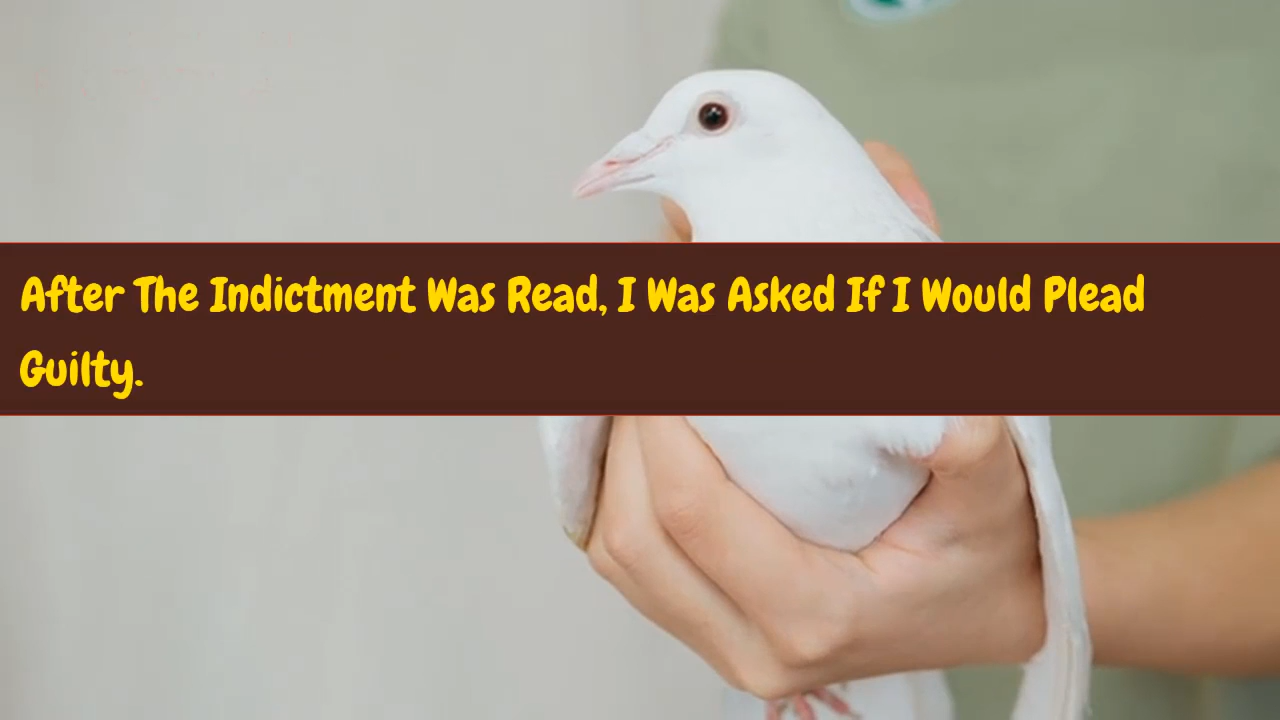 After The Indictment Was Read, I Was Asked If I Would Plead
Guilty.